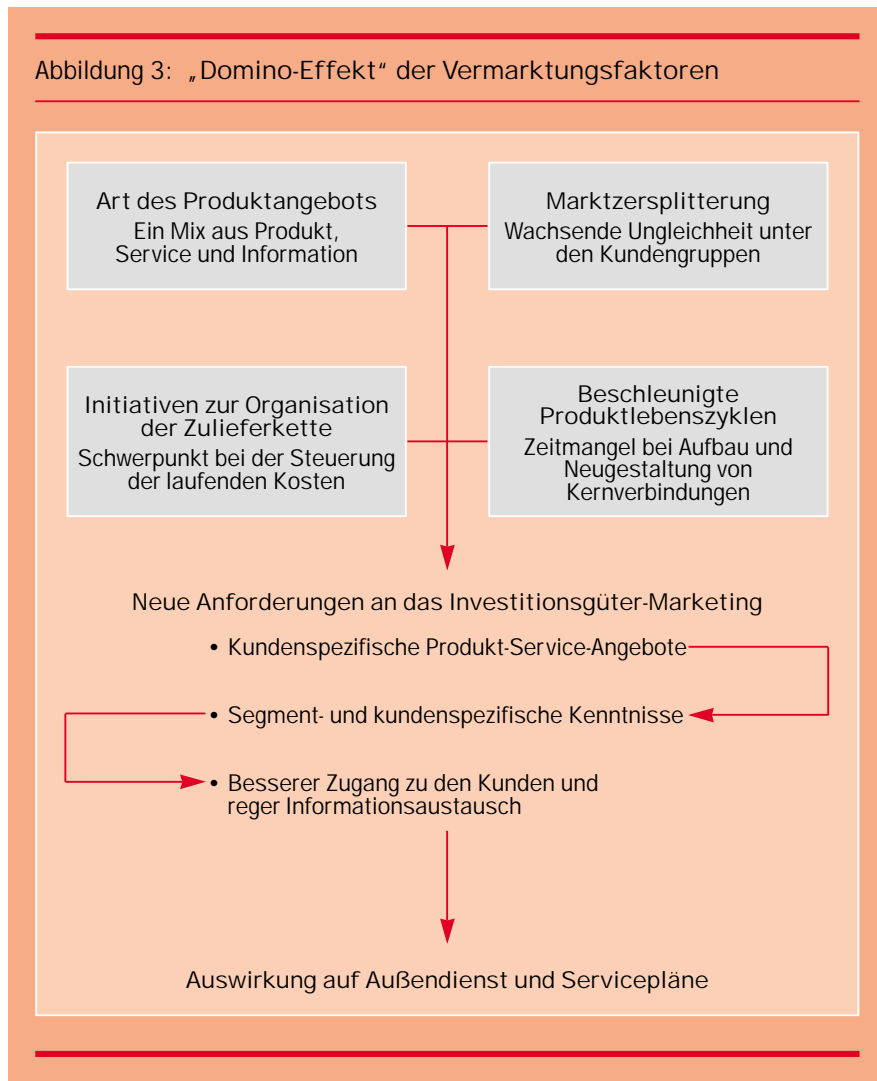 Abbildung 3: „Domino-Effekt“ der Vermarktungsfaktoren
Art des Produktangebots
Ein Mix aus Produkt,
Service und Information
Marktzersplitterung
Wachsende Ungleichheit unter
den Kundengruppen
Initiativen zur Organisation
der Zulieferkette
Schwerpunkt bei der Steuerung
der laufenden Kosten
Beschleunigte
Produktlebenszyklen
Zeitmangel bei Aufbau und
Neugestaltung von
Kernverbindungen
Neue Anforderungen an das Investitionsgüter-Marketing
• Kundenspezifische Produkt-Service-Angebote
• Segment- und kundenspezifische Kenntnisse
• Besserer Zugang zu den Kunden und
reger Informationsaustausch
Auswirkung auf Außendienst und Servicepläne